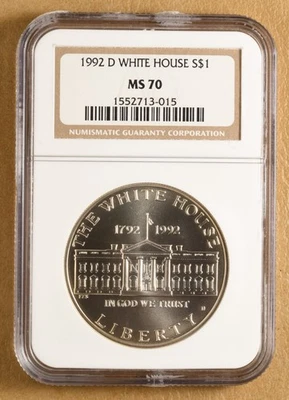 1992 D WHITE HOUSE S$1
MS 70
1552713-015
NUMISMATIC GUARANTY CORPORATION
THE WHITE HOUSE
1792 1992
IN GOD WE TRUST
LIBERTY